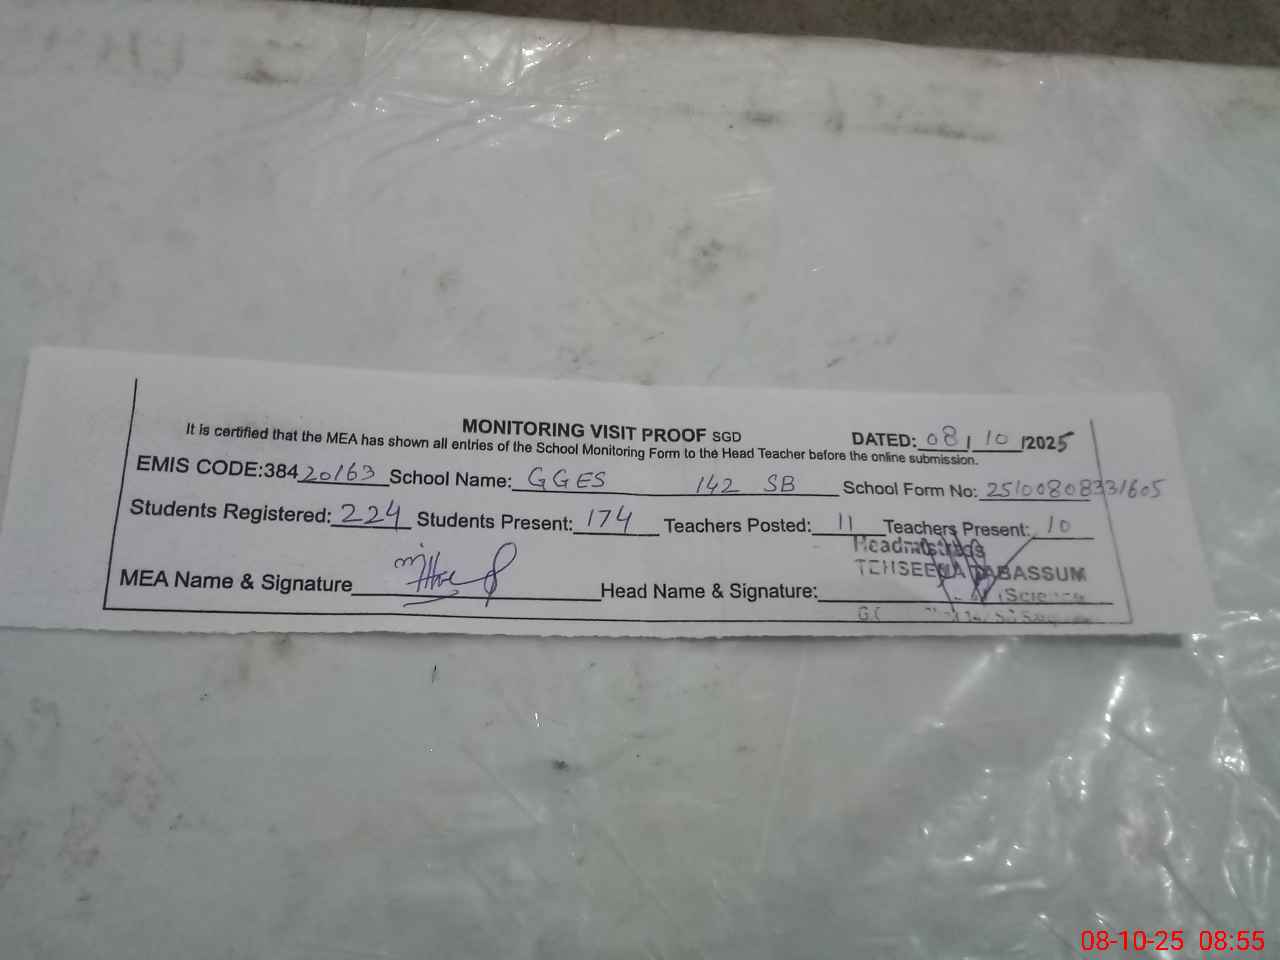 MONITORING VISIT PROOF SGD
DATED: 08/10/2025
It is certified that the MEA has shown all entries of the School Monitoring Form to the Head Teacher before the online submission.
EMIS CODE:38420163 School Name: GGES 142 SB School Form No: 25100808331605
Students Registered: 224 Students Present: 174 Teachers Posted: 11 Teachers Present: 10
Headmistress
TEHSEENA TABASSUM
MEA Name & Signature Head Name & Signature:
(Science
08-10-25 08:55